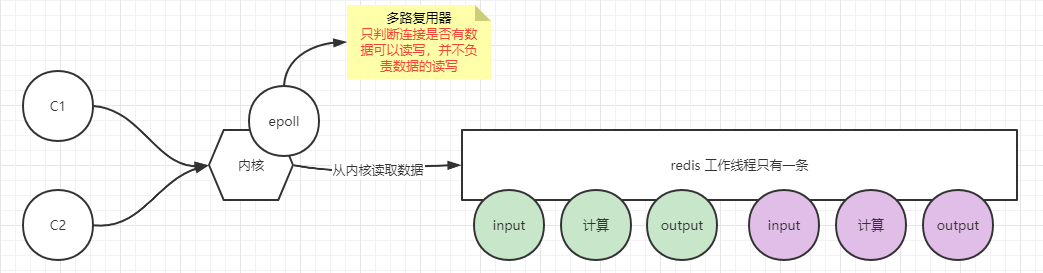 多路复用器
只判断连接是否有数
据可以读写，并不负
责数据的读写
C1
epoll
内核
从内核读取数据
redis 工作线程只有一条
C2
input
计算
output
input
计算
output